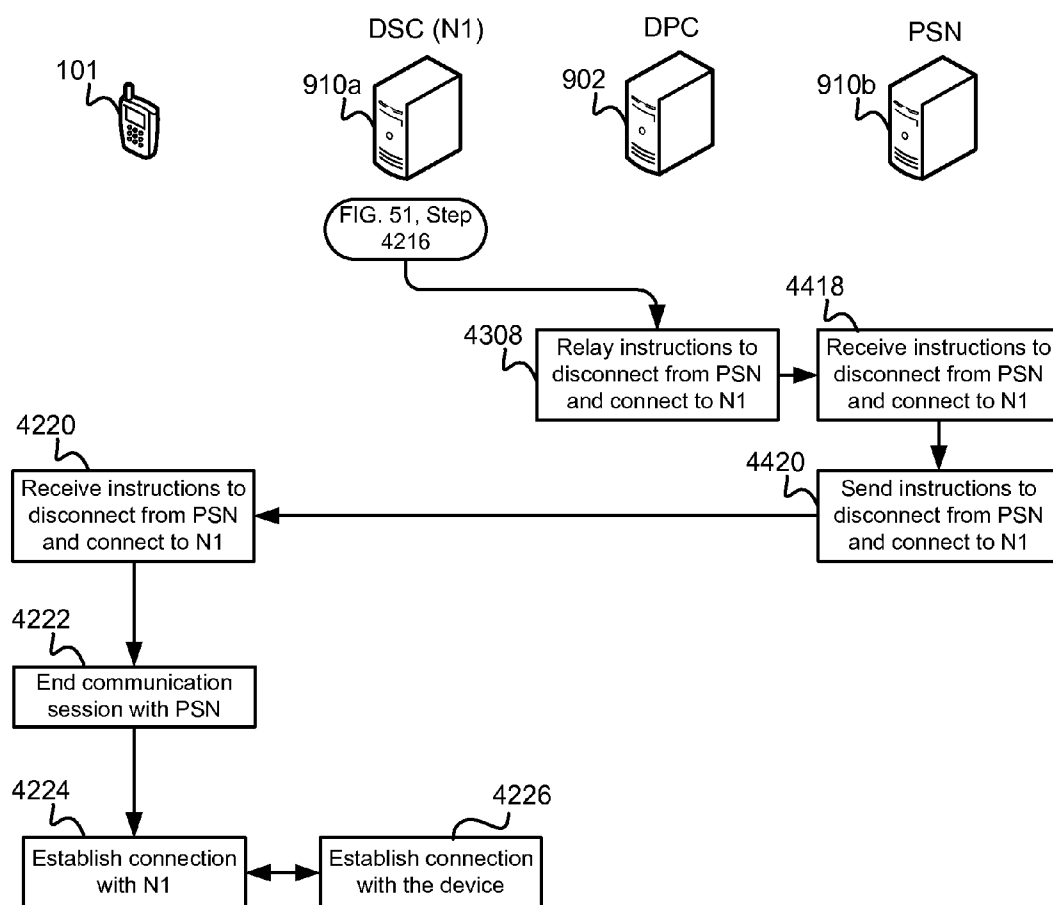 DSC (N1)
DPC
PSN
101
910a
902
910b
FIG. 51, Step
4216
4308
4418
Relay instructions to
disconnect from PSN
and connect to N1
Receive instructions to
disconnect from PSN
and connect to N1
4220
4420
Receive instructions to
disconnect from PSN
and connect to N1
Send instructions to
disconnect from PSN
and connect to N1
4222
End communication
session with PSN
4224
4226
Establish connection
with N1
Establish connection
with the device